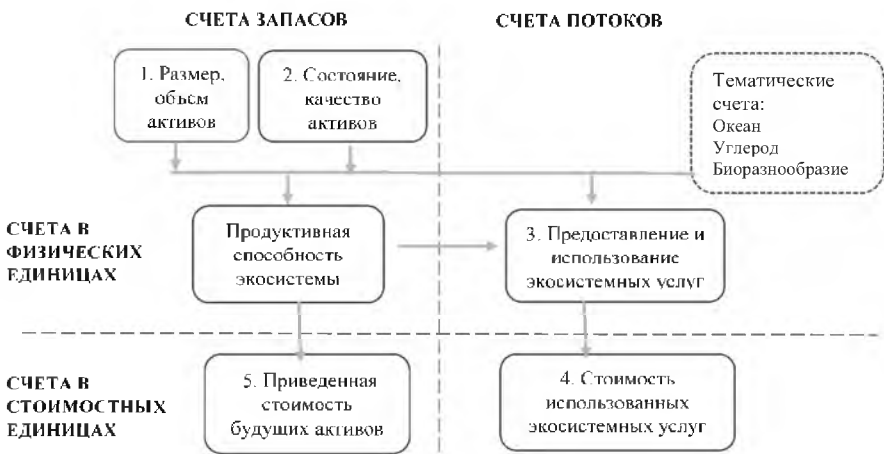 СЧЕТА ЗАПАСОВ
СЧЕТА ПОТОКОВ
1. Размер,
объем
активов
2. Состояние,
качество
активов
Тематические
счета:
Океан
Углерод
Биоразнообразие
СЧЕТА В
ФИЗИЧЕСКИХ
ЕДИНИЦАХ
Продуктивная
способность
экосистемы
3. Предоставление и
использование
экосистемных услуг
СЧЕТА В
СТОИМОСТНЫХ
ЕДИНИЦАХ
5. Приведенная
стоимость
будущих активов
4. Стоимость
использованных
экосистемных услуг